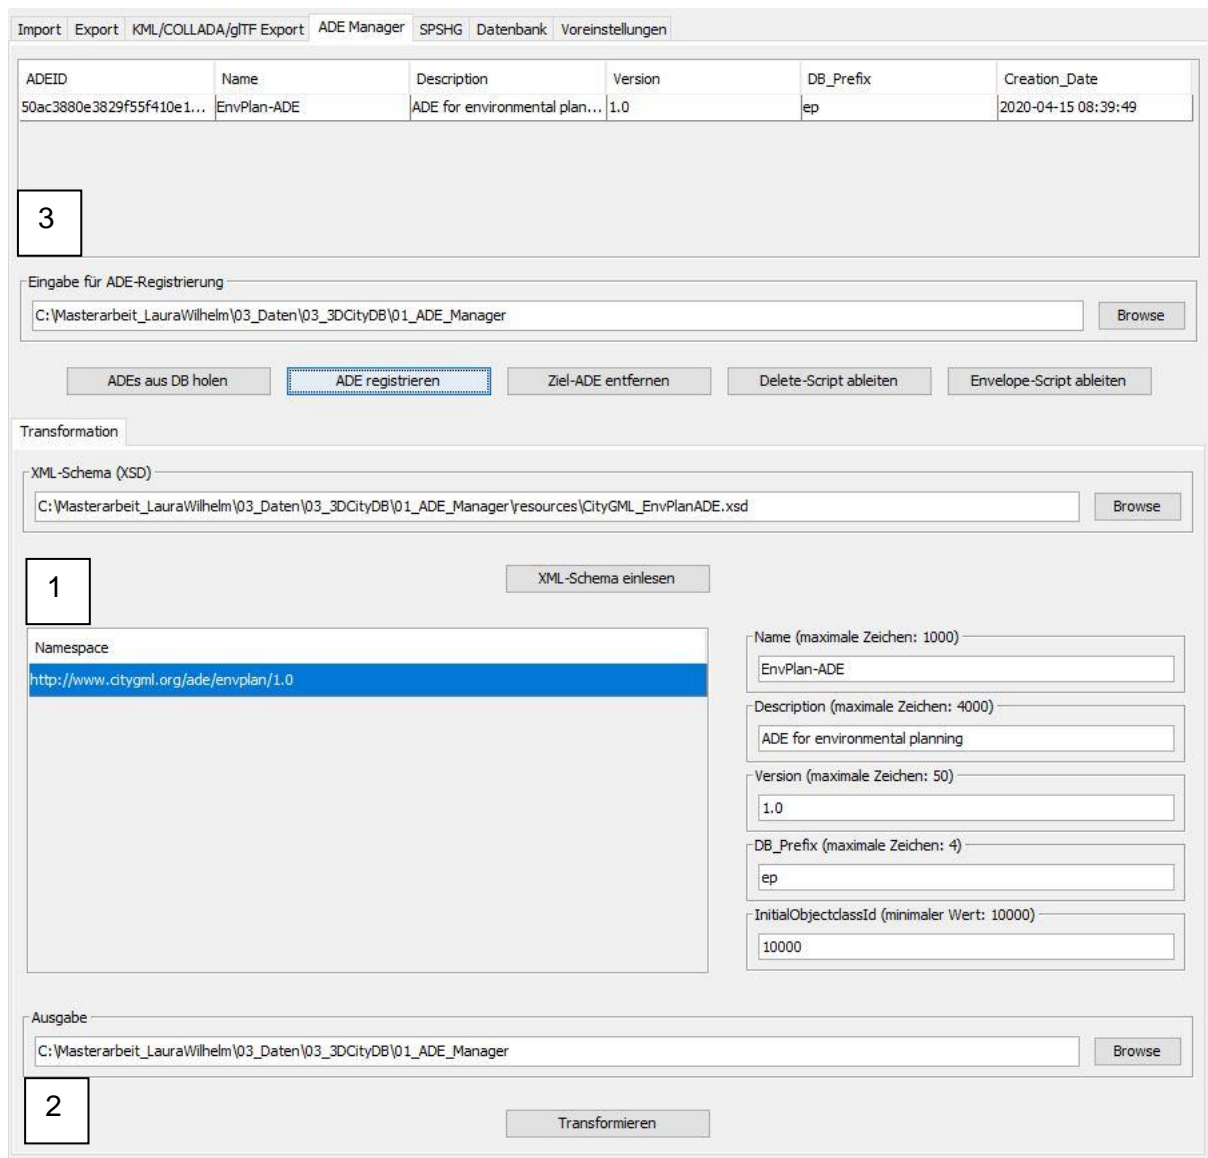 Import Export KML/COLLADA/glTF Export ADE Manager SPSHG Datenbank Voreinstellungen
ADEID Name Description Version DB_Prefix Creation_Date
50ac3880e3829f55f410e1... EnvPlan-ADE ADE for environmental plan... 1.0 ep 2020-04-15 08:39:49
3
Eingabe für ADE-Registrierung
C:\Masterarbeit_LauraWilhelm\03_Daten\03_3DCityDB\01_ADE_Manager Browse
ADEs aus DB holen ADE registrieren Ziel-ADE entfernen Delete-Script ableiten Envelope-Script ableiten
Transformation
XML-Schema (XSD)
C:\Masterarbeit_LauraWilhelm\03_Daten\03_3DCityDB\01_ADE_Manager\resources\CityGML_EnvPlanADE.xsd Browse
1
XML-Schema einlesen
Namespace
http://www.citygml.org/ade/envplan/1.0
Name (maximale Zeichen: 1000)
EnvPlan-ADE
Description (maximale Zeichen: 4000)
ADE for environmental planning
Version (maximale Zeichen: 50)
1.0
DB_Prefix (maximale Zeichen: 4)
ep
InitialObjectclassId (minimaler Wert: 10000)
10000
Ausgabe
C:\Masterarbeit_LauraWilhelm\03_Daten\03_3DCityDB\01_ADE_Manager Browse
2
Transformieren